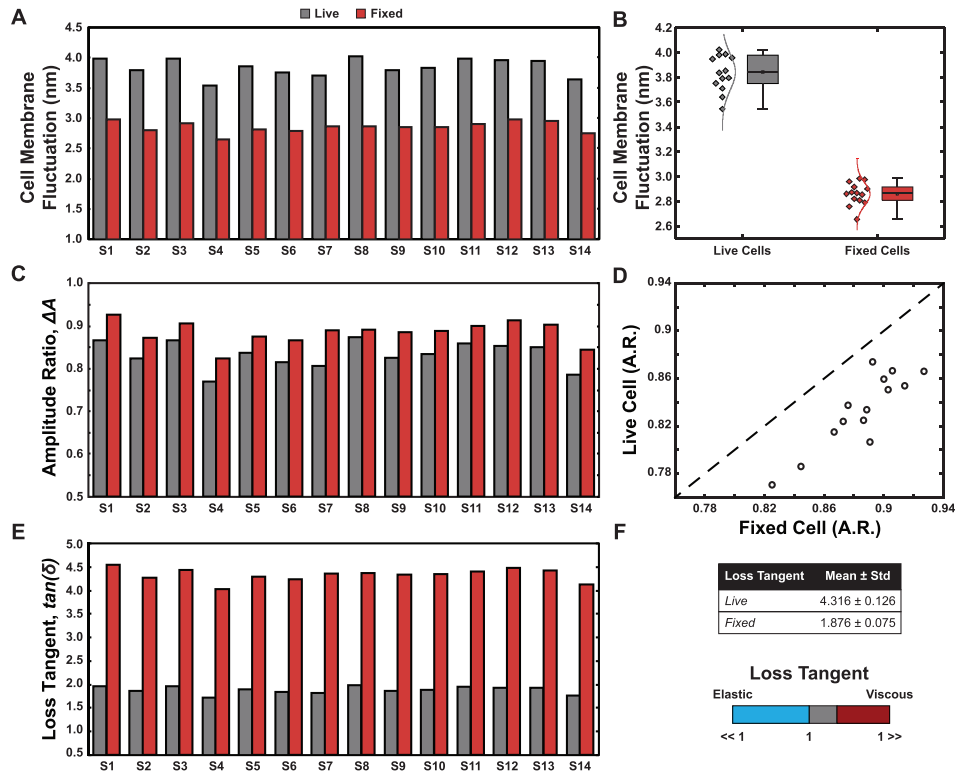 A
Live Fixed
Cell Membrane
Fluctuation (nm)
4.5
4.0
3.5
3.0
2.5
2.0
1.5
1.0
S1 S2 S3 S4 S5 S6 S7 S8 S9 S10 S11 S12 S13 S14
B
Cell Membrane
Fluctuation (nm)
4.2
4.0
3.8
3.6
3.4
3.2
3.0
2.8
2.6
Live Cells Fixed Cells
C
Amplitude Ratio, ΔA
1.0
0.9
0.8
0.7
0.6
0.5
S1 S2 S3 S4 S5 S6 S7 S8 S9 S10 S11 S12 S13 S14
D
Live Cell (A.R.)
0.94
0.9
0.86
0.82
0.78
0.78 0.82 0.86 0.9 0.94
Fixed Cell (A.R.)
E
Loss Tangent, tan(δ)
5.0
4.5
4.0
3.5
3.0
2.5
2.0
1.5
1.0
0.5
S1 S2 S3 S4 S5 S6 S7 S8 S9 S10 S11 S12 S13 S14
F
Loss Tangent Mean ± Std
Live 4.316 ± 0.126
Fixed 1.876 ± 0.075
Loss Tangent
Elastic Viscous
<< 1 1 1 >>